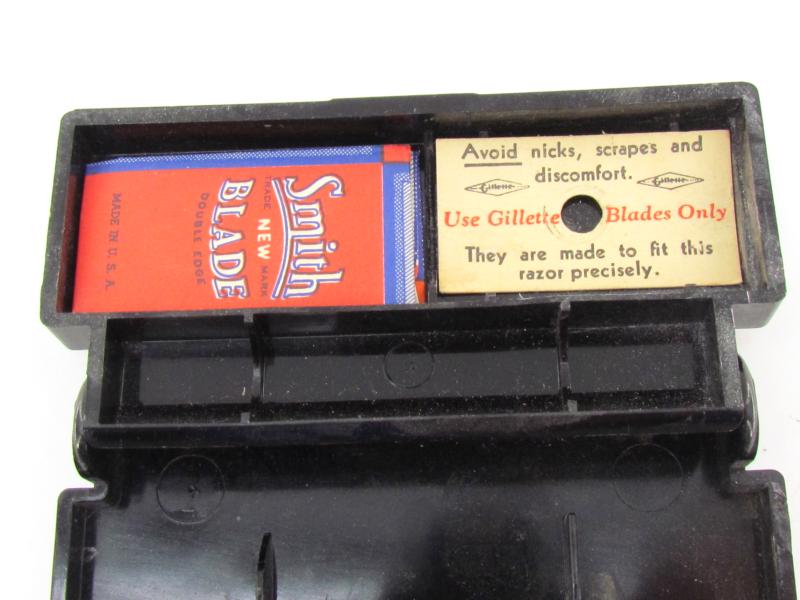 Smith
TRADE NEW MARK
BLADE
DOUBLE EDGE
MADE IN U.S.A.
Avoid nicks, scrapes and
discomfort.
Gillette Gillette
Use Gillette Blades Only
They are made to fit this
razor precisely.